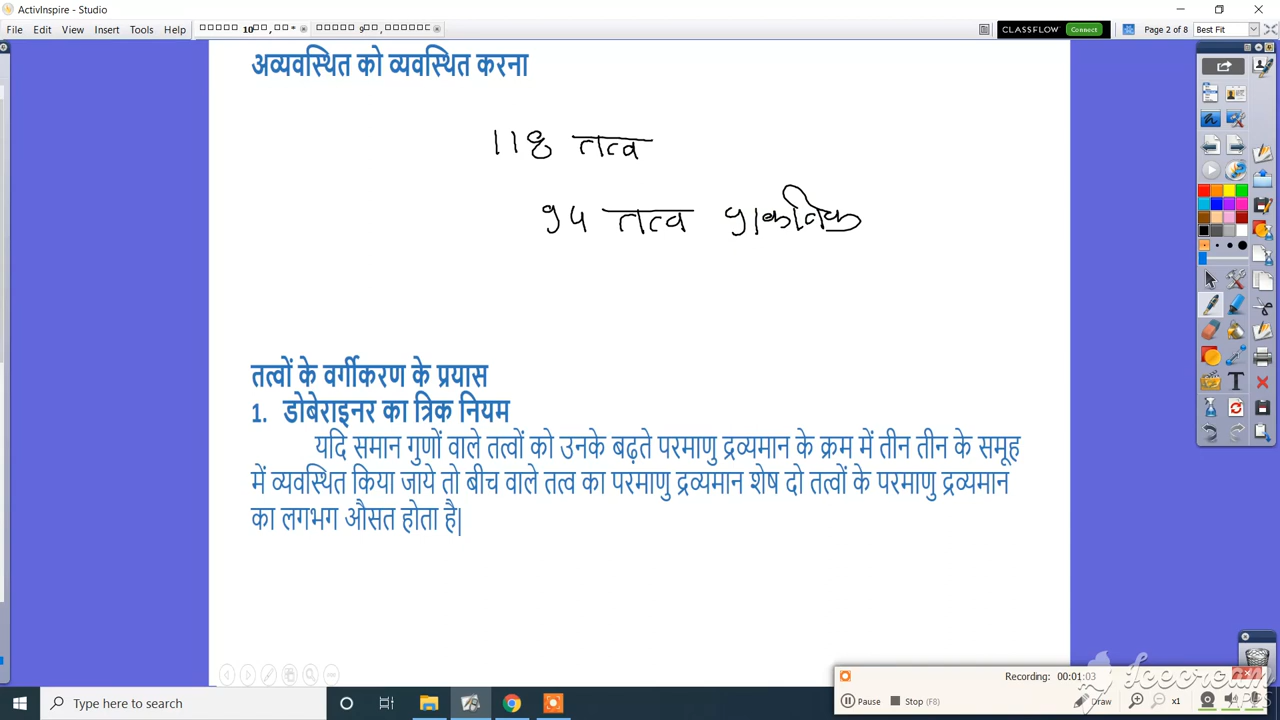 ActivInspire - Studio
File Edit View Insert Tools Help
CLASSFLOW Connect
Page 2 of 8 Best Fit
अव्यवस्थित को व्यवस्थित करना
118 तत्व
94 तत्व
तत्वों के वर्गीकरण के प्रयास
1. डोबेराइनर का त्रिक नियम
यदि समान गुणों वाले तत्वों को उनके बढ़ते परमाणु द्रव्यमान के क्रम में तीन तीन के समूह
में व्यवस्थित किया जाये तो बीच वाले तत्व का परमाणु द्रव्यमान शेष दो तत्वों के परमाणु द्रव्यमान
का लगभग औसत होता है|
Recording: 00:01:03
Pause Stop (F8) Draw x1
Icecream
APPS
Type here to search